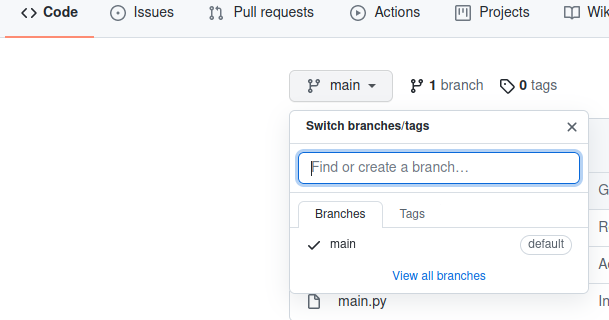 Code Issues Pull requests Actions Projects Wik
main 1 branch 0 tags
Switch branches/tags
Find or create a branch...
Branches Tags
main default
View all branches
G
R
Ac
main.py In